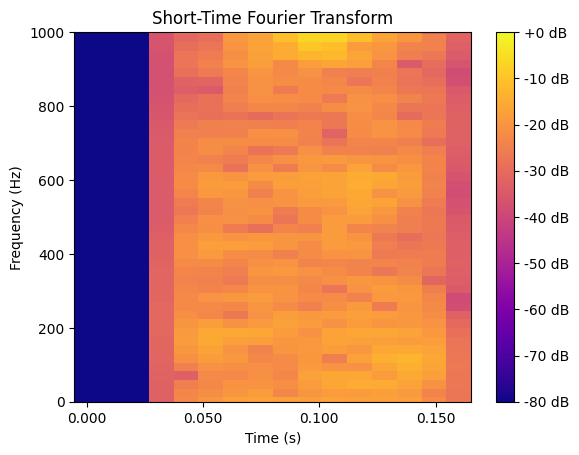 Short-Time Fourier Transform
1000
800
600
400
200
0
Frequency (Hz)
0.000
0.050
0.100
0.150
Time (s)
+0 dB
-10 dB
-20 dB
-30 dB
-40 dB
-50 dB
-60 dB
-70 dB
-80 dB